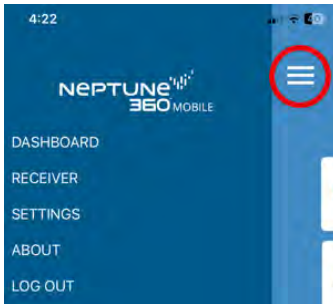 4:22
NEPTUNE
360 MOBILE
DASHBOARD
RECEIVER
SETTINGS
ABOUT
LOG OUT